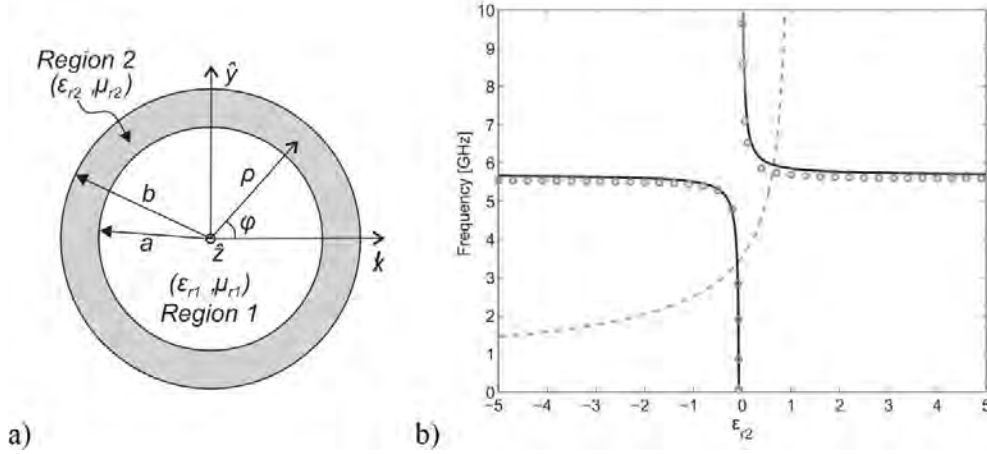 Region 2
(εr2 ,μr2)
ŷ
ρ
b
φ
a
ẑ
x̂
(εr1 ,μr1)
Region 1
a)
10
9
8
7
6
5
4
3
2
1
0
Frequency [GHz]
-5 -4 -3 -2 -1 0 1 2 3 4 5
εr2
b)